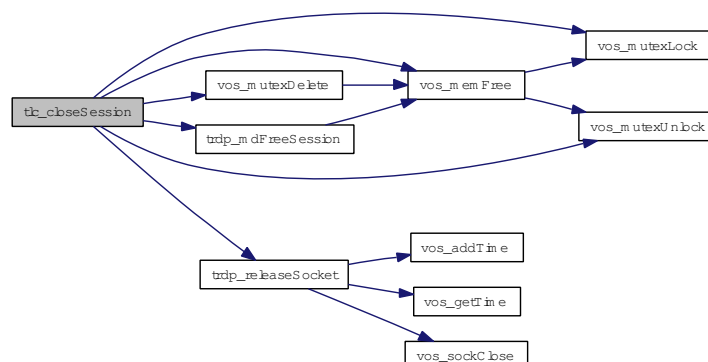 vos_mutexLock
vos_mutexDelete
vos_memFree
tlc_closeSession
trdp_mdFreeSession
vos_mutexUnlock
vos_addTime
trdp_releaseSocket
vos_getTime
vos_sockClose